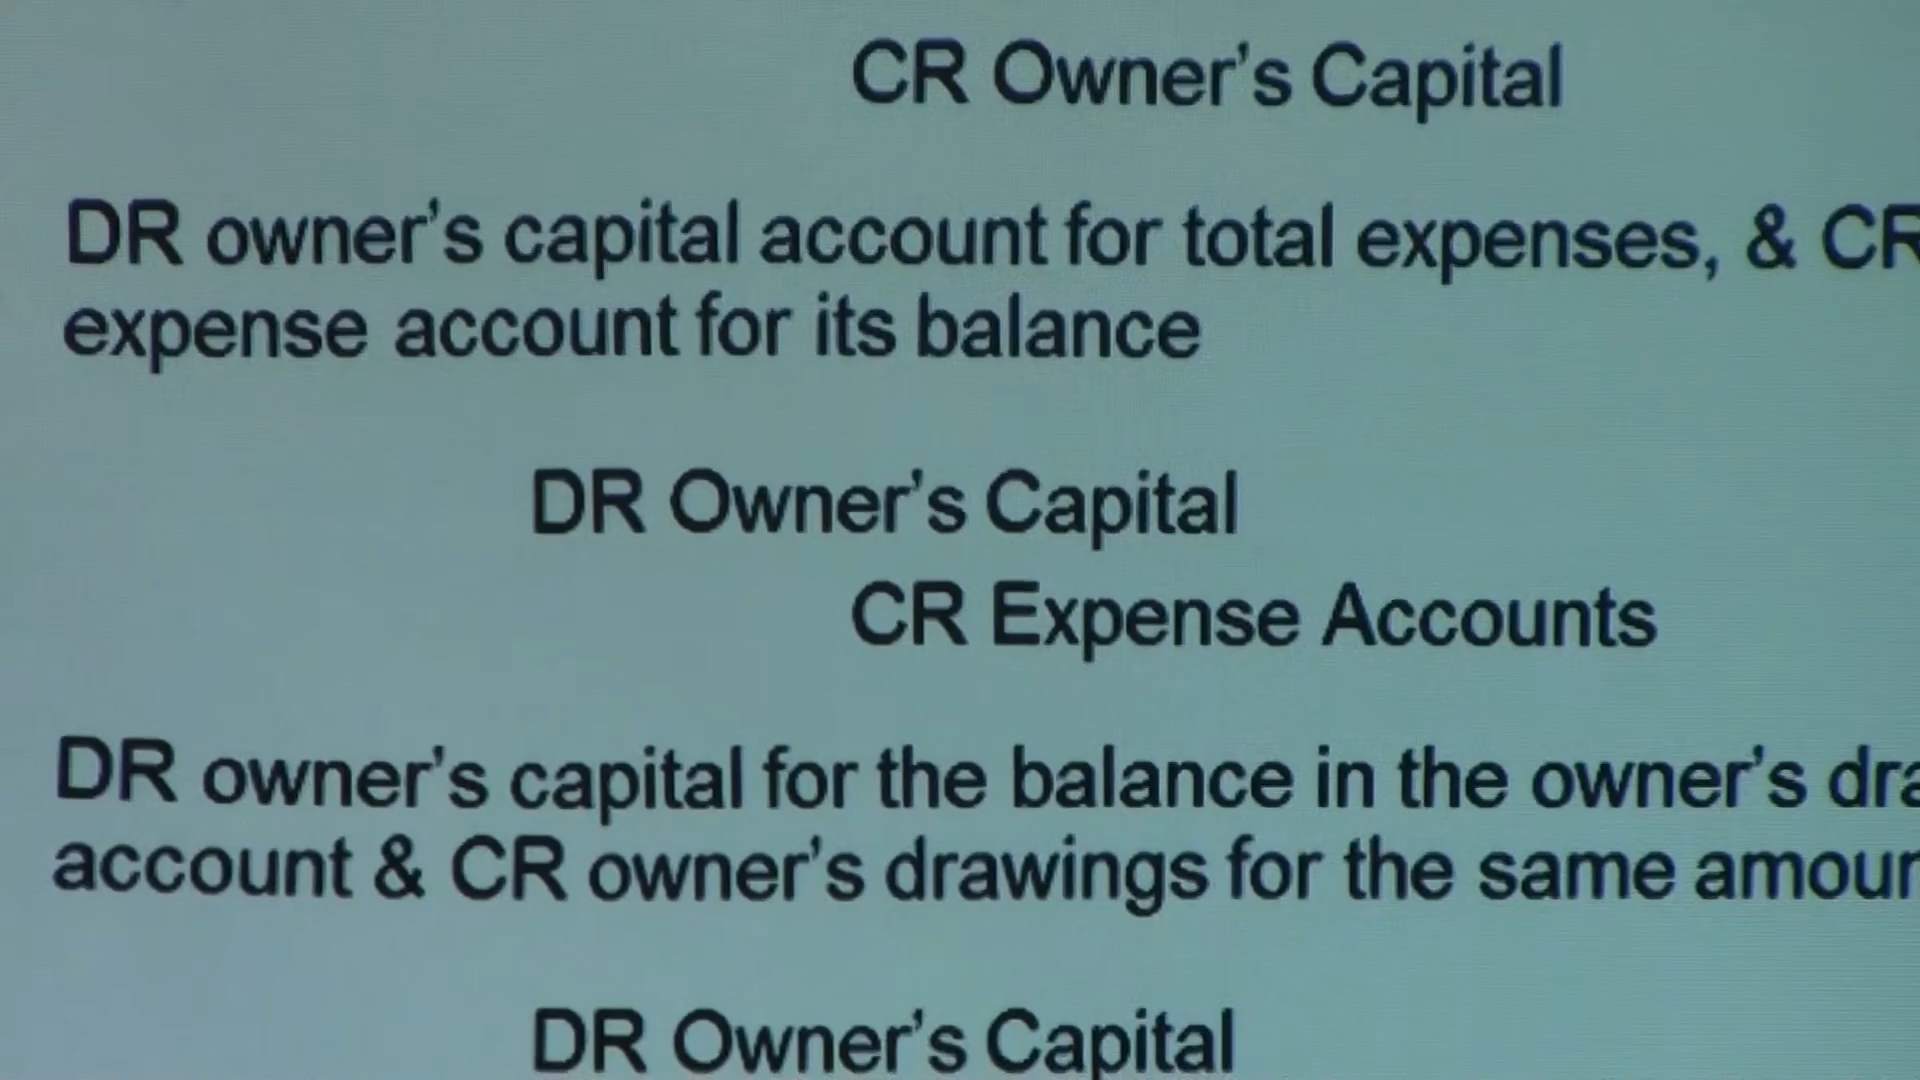 CR Owner's Capital
DR owner's capital account for total expenses, & CR
expense account for its balance
DR Owner's Capital
CR Expense Accounts
DR owner's capital for the balance in the owner's
account & CR owner's drawings for the same
DR Owner's Capital